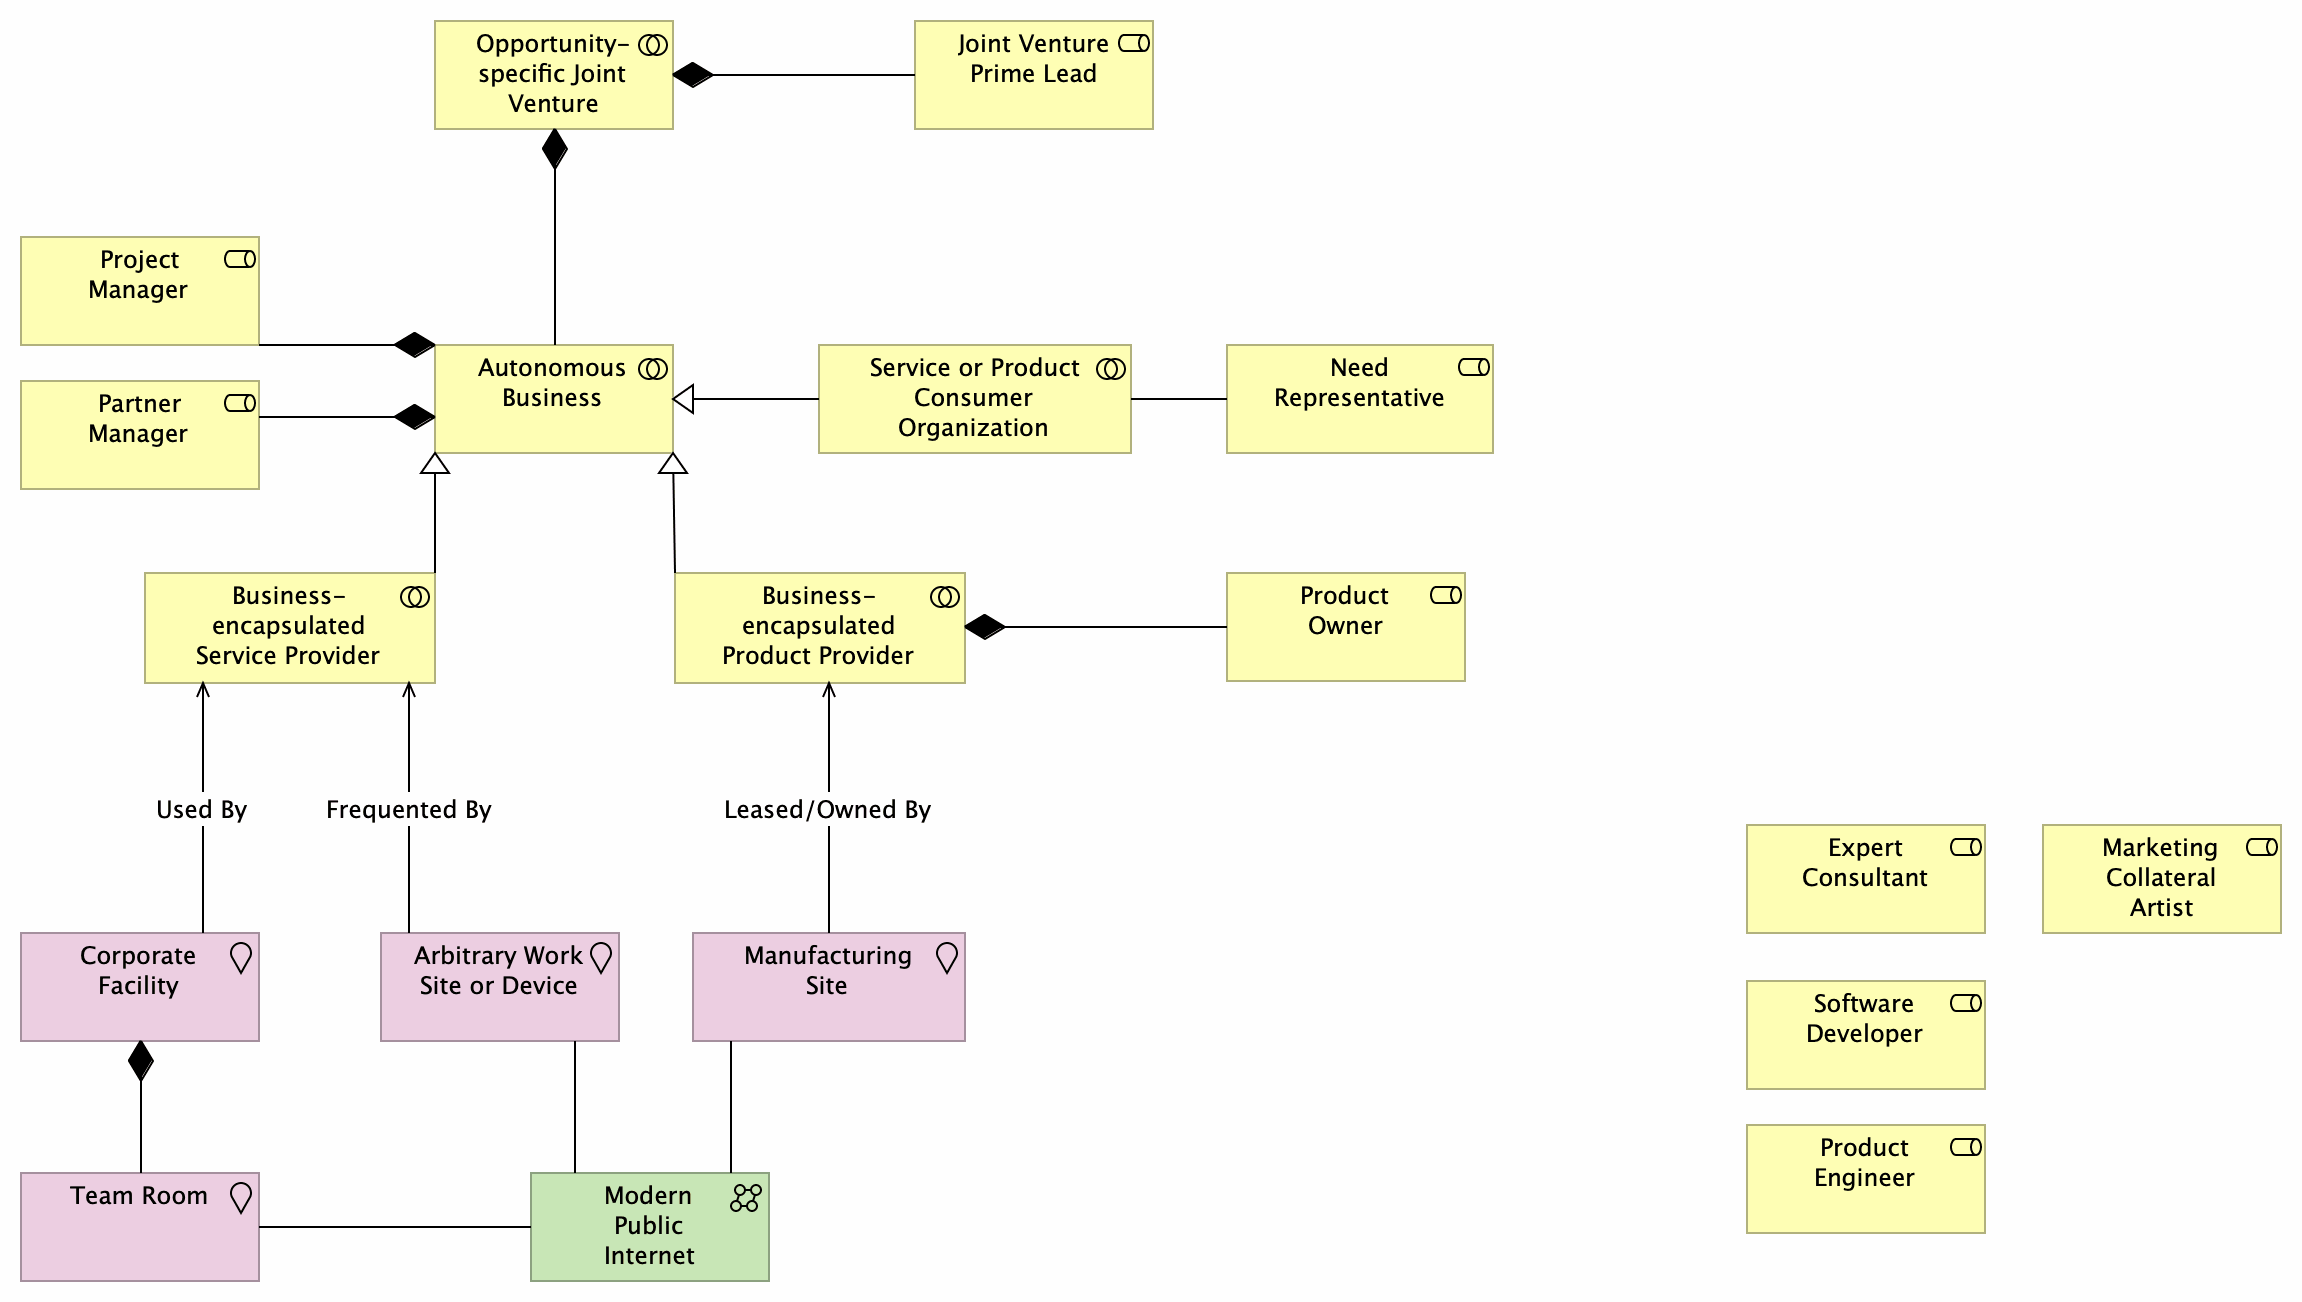 Opportunity-
specific Joint
Venture
Joint Venture
Prime Lead
Project
Manager
Partner
Manager
Autonomous
Business
Service or Product
Consumer
Organization
Need
Representative
Business-
encapsulated
Service Provider
Business-
encapsulated
Product Provider
Product
Owner
Used By
Frequented By
Leased/Owned By
Expert
Consultant
Marketing
Collateral
Artist
Corporate
Facility
Arbitrary Work
Site or Device
Manufacturing
Site
Software
Developer
Product
Engineer
Team Room
Modern
Public
Internet